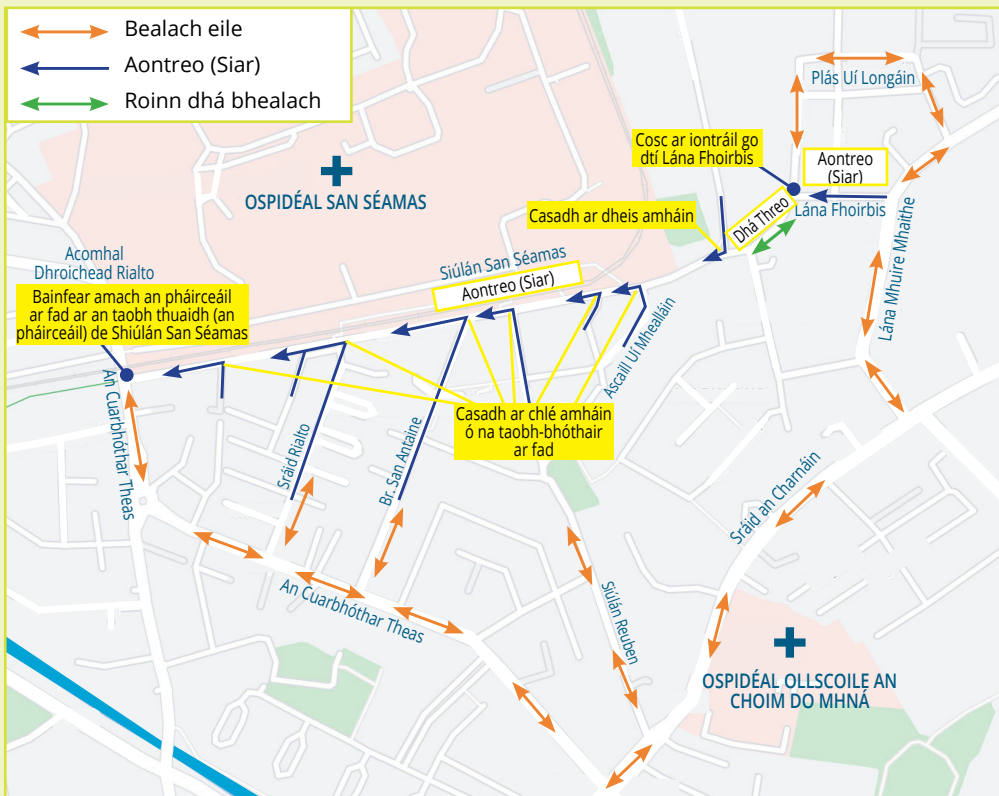 Bealach eile
Aontreo (Siar)
Roinn dhá bhealach
Plás Uí Longáin
Cosc ar iontráil go
dtí Lána Fhoirbis
Aontreo
(Siar)
OSPIDÉAL SAN SÉAMAS
Casadh ar dheis amháin
Dhá Threo
Lána Fhoirbis
Lána Mhuire Mhaithe
Acomhal
Dhroichead Rialto
Siúlán San Séamas
Aontreo (Siar)
Bainfear amach an pháirceáil
ar fad ar an taobh thuaidh (an
pháirceáil) de Shiúlán San Séamas
Ascaill Uí Mhealláin
An Cuarbhóthar Theas
Sráid Rialto
Br. San Antaine
Casadh ar chlé amháin
ó na taobh-bhóthair
ar fad
Sráid an Charnáin
An Cuarbhóthar Theas
Siúlán Reuben
OSPIDÉAL OLLSCOILE AN
CHOIM DO MHNÁ